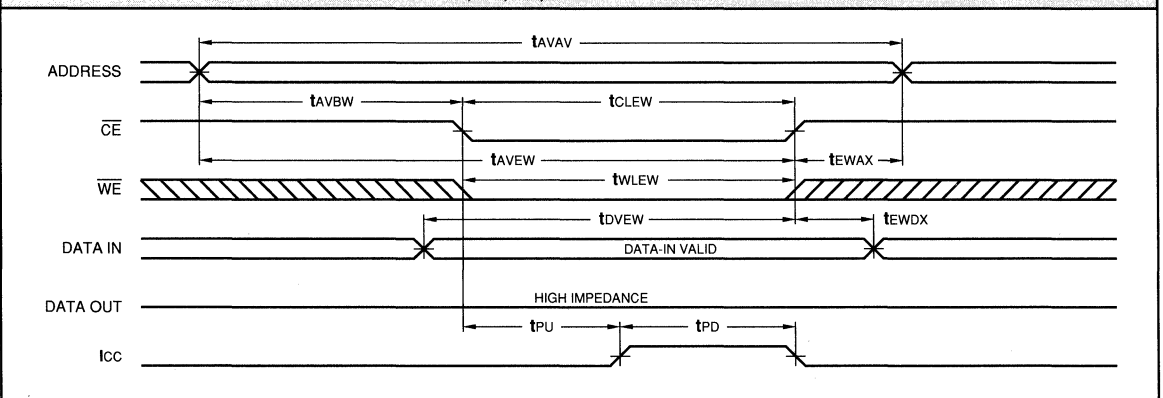 tAVAV
ADDRESS
tAVBW
tCLEW
CE
tAVEW
tEWAX
WE
tWLEW
tDVEW
tEWDX
DATA IN
DATA-IN VALID
DATA OUT
HIGH IMPEDANCE
tPU
tPD
ICC